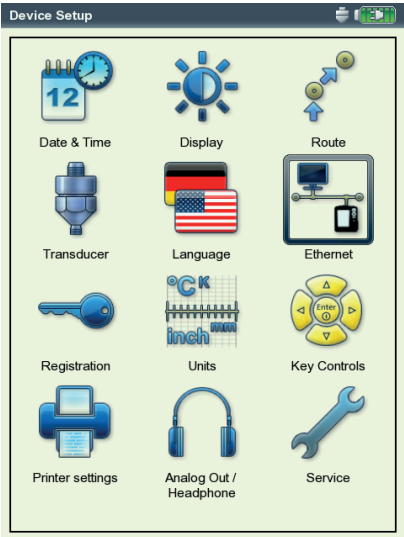 Device Setup
12
Date & Time
Display
Route
Transducer
Language
Ethernet
°C K
inch mm
Enter
Registration
Units
Key Controls
Printer settings
Analog Out /
Headphone
Service